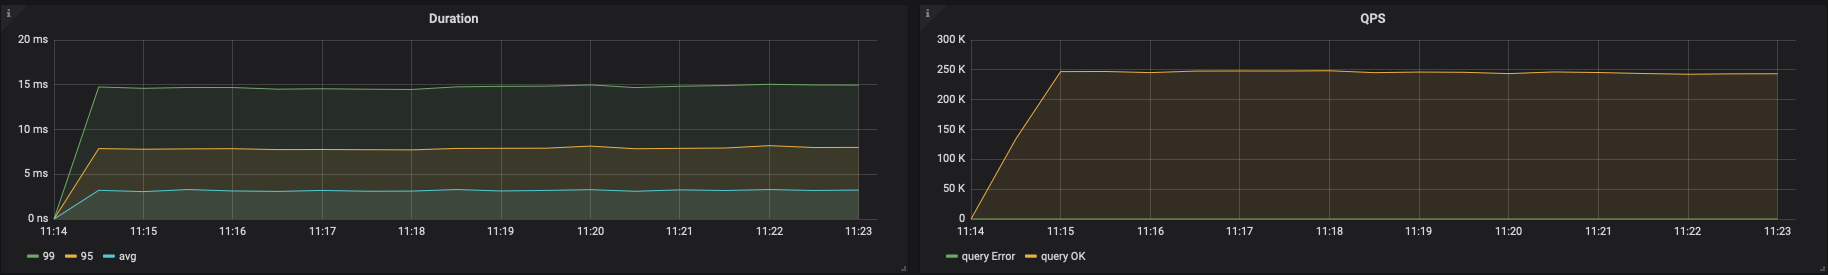 Duration
20 ms
15 ms
10 ms
5 ms
0 ns
11:14 11:15 11:16 11:17 11:18 11:19 11:20 11:21 11:22 11:23
99 95 avg
QPS
300 K
250 K
200 K
150 K
100 K
50 K
0
11:14 11:15 11:16 11:17 11:18 11:19 11:20 11:21 11:22 11:23
query Error query OK